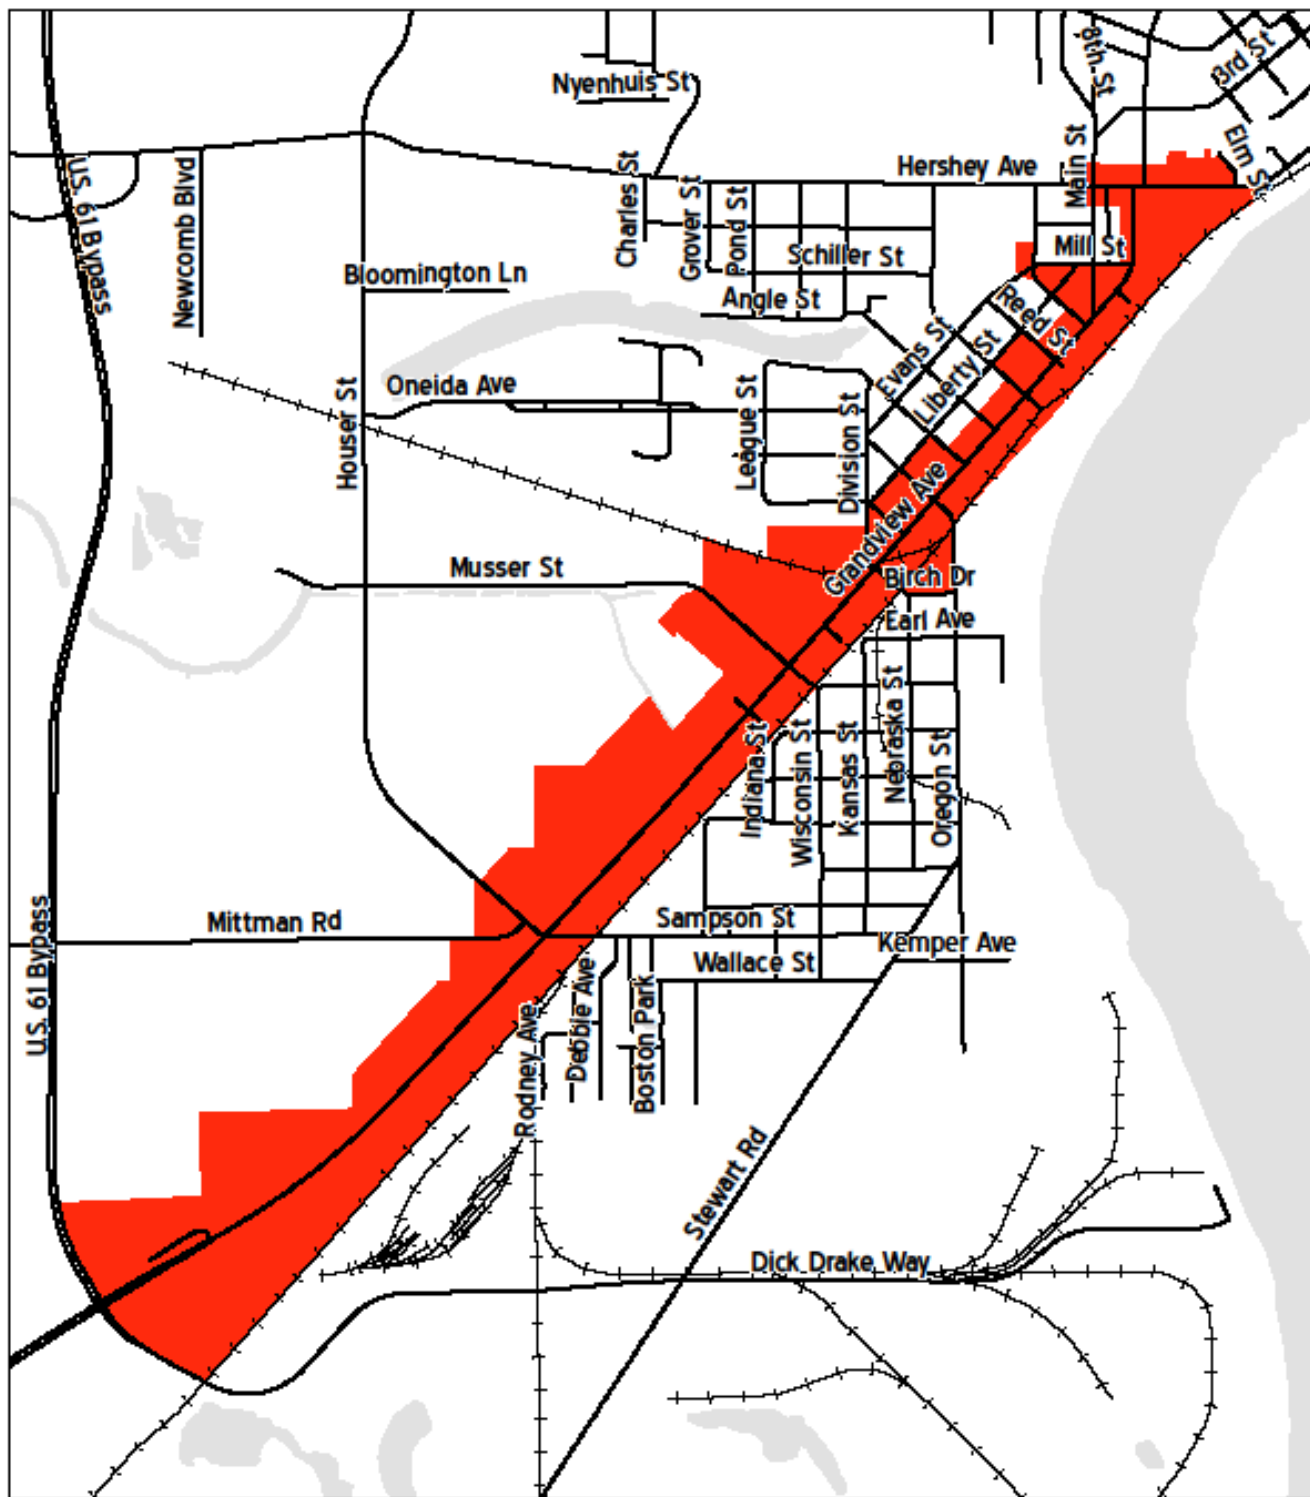 8th St
3rd St
Nyenhuis St
Elm St
Main St
Hershey Ave
U.S. 61 Bypass
Newcomb Blvd
Charles St
Grover St
Pond St
Schiller St
Mill St
Bloomington Ln
Angle St
Reed St
Evans St
Liberty St
Oneida Ave
Houser St
League St
Division St
Grandview Ave
Musser St
Birch Dr
Earl Ave
Indiana St
Wisconsin St
Kansas St
Nebraska St
Oregon St
U.S. 61 Bypass
Mittman Rd
Sampson St
Kemper Ave
Wallace St
Rodney Ave
Debbie Ave
Boston Park
Stewart Rd
Dick Drake Way